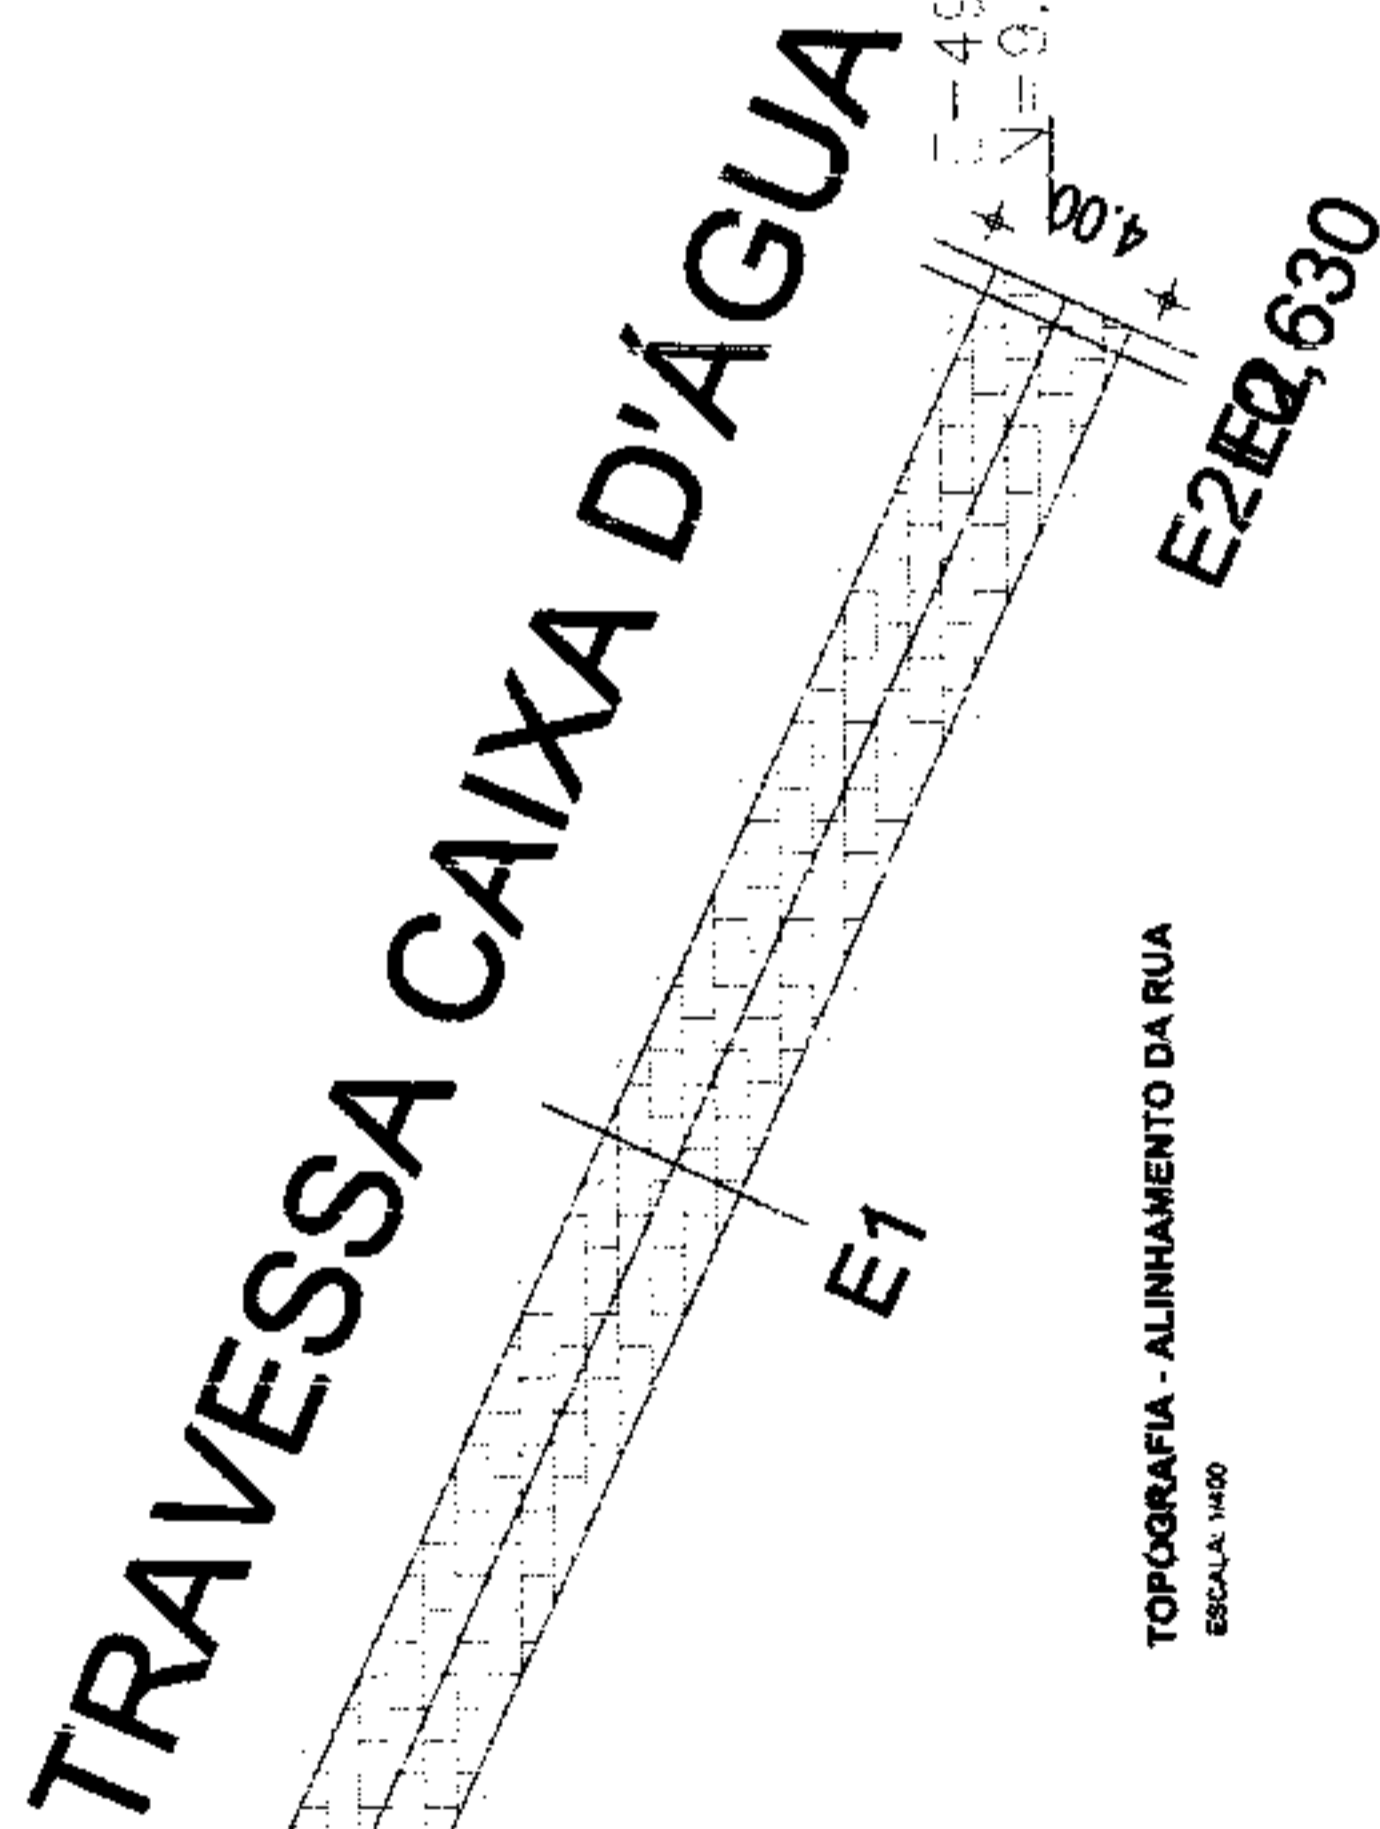 TRAVESSA CAIXA D'ÁGUA
4.00
E1
E2
TOPOGRAFIA - ALINHAMENTO DA RUA
ESCALA: 1/400